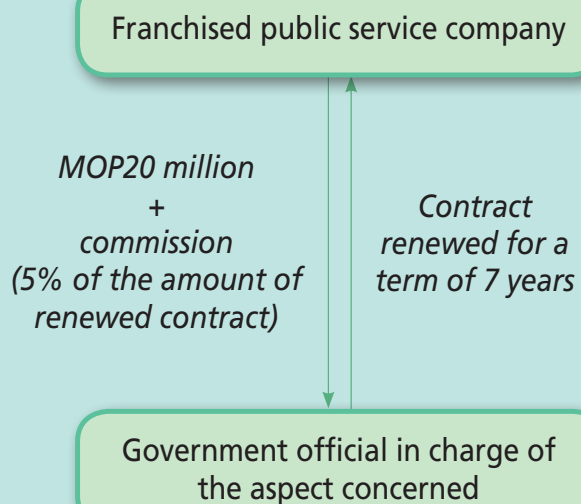 Franchised public service company
MOP20 million
+
commission
(5% of the amount of
renewed contract)
Contract
renewed for a
term of 7 years
Government official in charge of
the aspect concerned